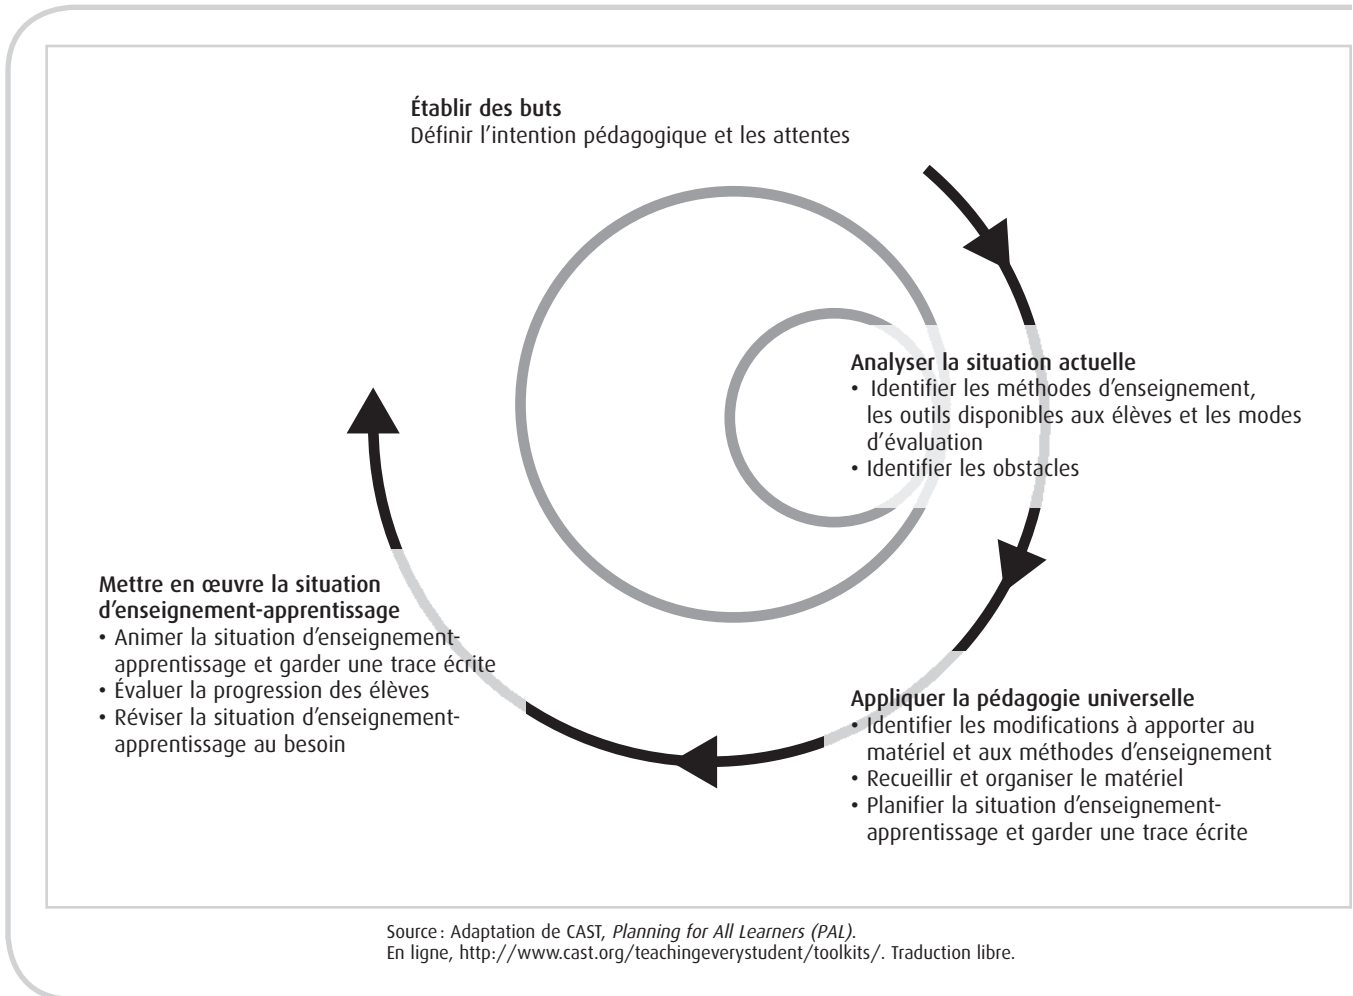 Établir des buts
Définir l'intention pédagogique et les attentes
Analyser la situation actuelle
• Identifier les méthodes d'enseignement,
les outils disponibles aux élèves et les modes
d'évaluation
• Identifier les obstacles
Appliquer la pédagogie universelle
• Identifier les modifications à apporter au
matériel et aux méthodes d'enseignement
• Recueillir et organiser le matériel
• Planifier la situation d'enseignement-
apprentissage et garder une trace écrite
Mettre en œuvre la situation
d'enseignement-apprentissage
• Animer la situation d'enseignement-
apprentissage et garder une trace écrite
• Évaluer la progression des élèves
• Réviser la situation d'enseignement-
apprentissage au besoin
Source : Adaptation de CAST, Planning for All Learners (PAL).
En ligne, http://www.cast.org/teachingeverystudent/toolkits/. Traduction libre.